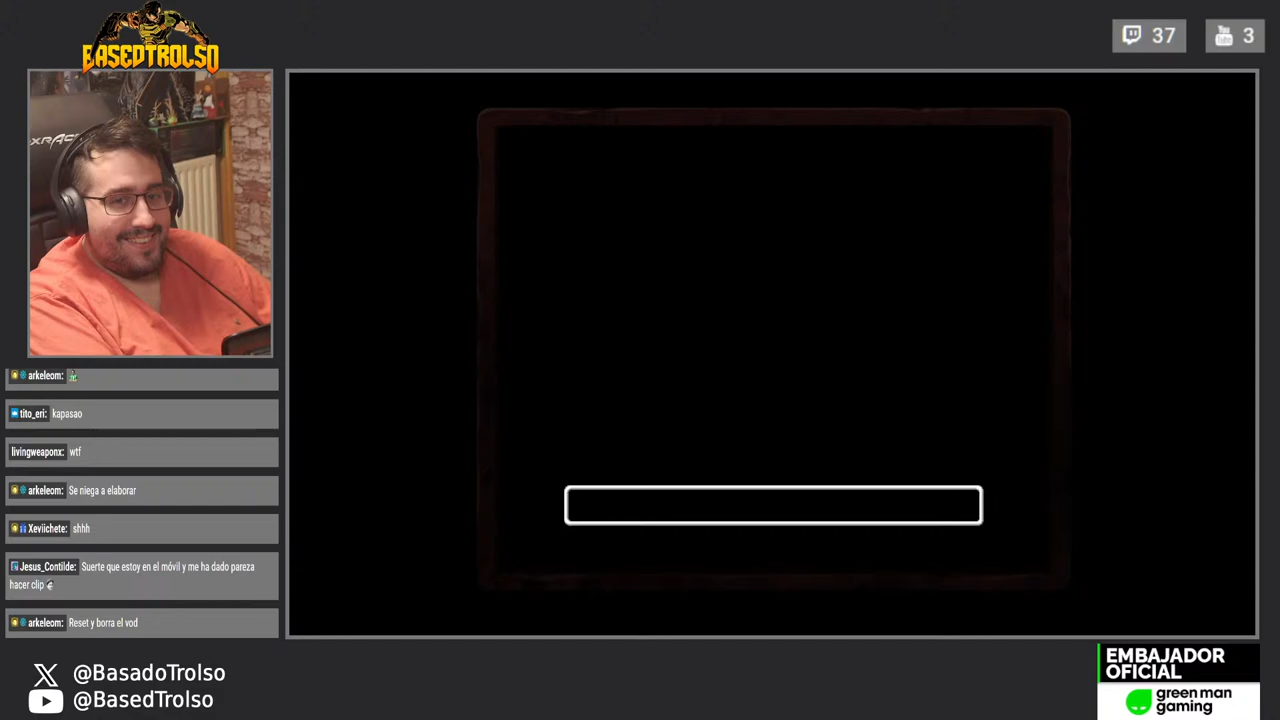 BASEDTROLSO
37
3
XRAC
arkeleom:
tito_eri: kapasao
livingweaponx: wtf
arkeleom: Se niega a elaborar
Xeviichete: shhh
Jesus_Contilde: Suerte que estoy en el móvil y me ha dado pareza
hacer clip
arkeleom: Reset y borra el vod
@BasadoTrolso
@BasedTrolso
EMBAJADOR
OFICIAL
green man
gaming